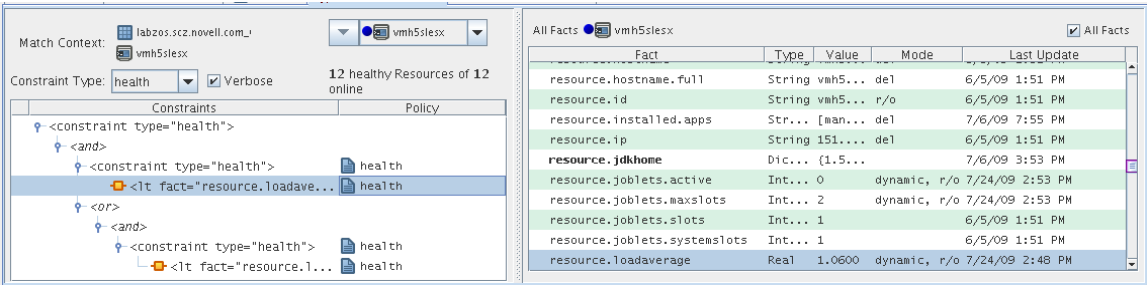 Match Context: labzos.scz.novell.com_ vmh5slesx
vmh5slesx
Constraint Type: health Verbose 12 healthy Resources of 12
online
Constraints Policy
<constraint type="health">
<and>
<constraint type="health"> health
<lt fact="resource.loadave... health
<or>
<and>
<constraint type="health"> health
<lt fact="resource.l... health
All Facts vmh5slesx All Facts
Fact Type Value Mode Last Update
resource.hostname.full String vmh5... del 6/5/09 1:51 PM
resource.id String vmh5... r/o 6/5/09 1:51 PM
resource.installed.apps Str... [man... del 7/6/09 7:55 PM
resource.ip String 151.... del 6/5/09 1:51 PM
resource.jdkhome Dic... {1.5... 7/6/09 3:53 PM
resource.joblets.active Int... 0 dynamic, r/o 7/24/09 2:53 PM
resource.joblets.maxslots Int... 2 dynamic, r/o 7/24/09 2:53 PM
resource.joblets.slots Int... 1 6/5/09 1:51 PM
resource.joblets.systemslots Int... 1 6/5/09 1:51 PM
resource.loadaverage Real 1.0600 dynamic, r/o 7/24/09 2:48 PM